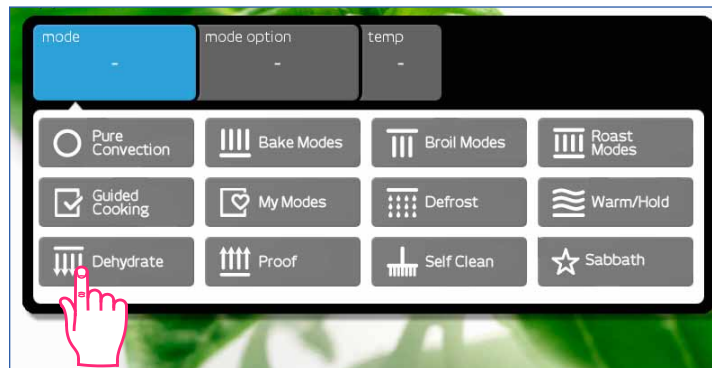 mode
mode option
temp
-
-
-
Pure
Convection
Bake Modes
Broil Modes
Roast
Modes
Guided
Cooking
My Modes
Defrost
Warm/Hold
Dehydrate
Proof
Self Clean
Sabbath